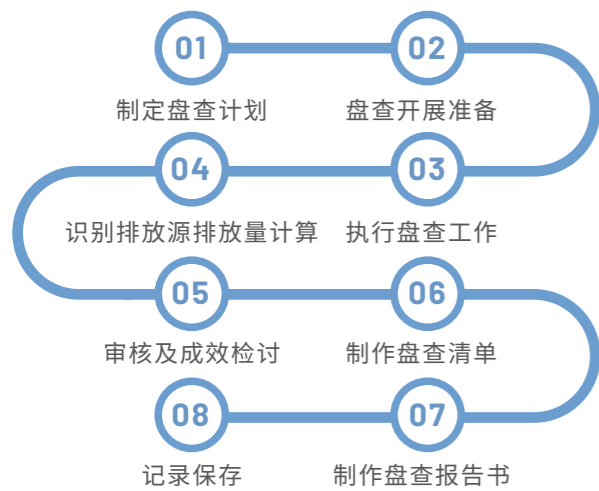 01
02
制定盘查计划
盘查开展准备
04
03
识别排放源排放量计算
执行盘查工作
05
06
审核及成效检讨
制作盘查清单
08
07
记录保存
制作盘查报告书